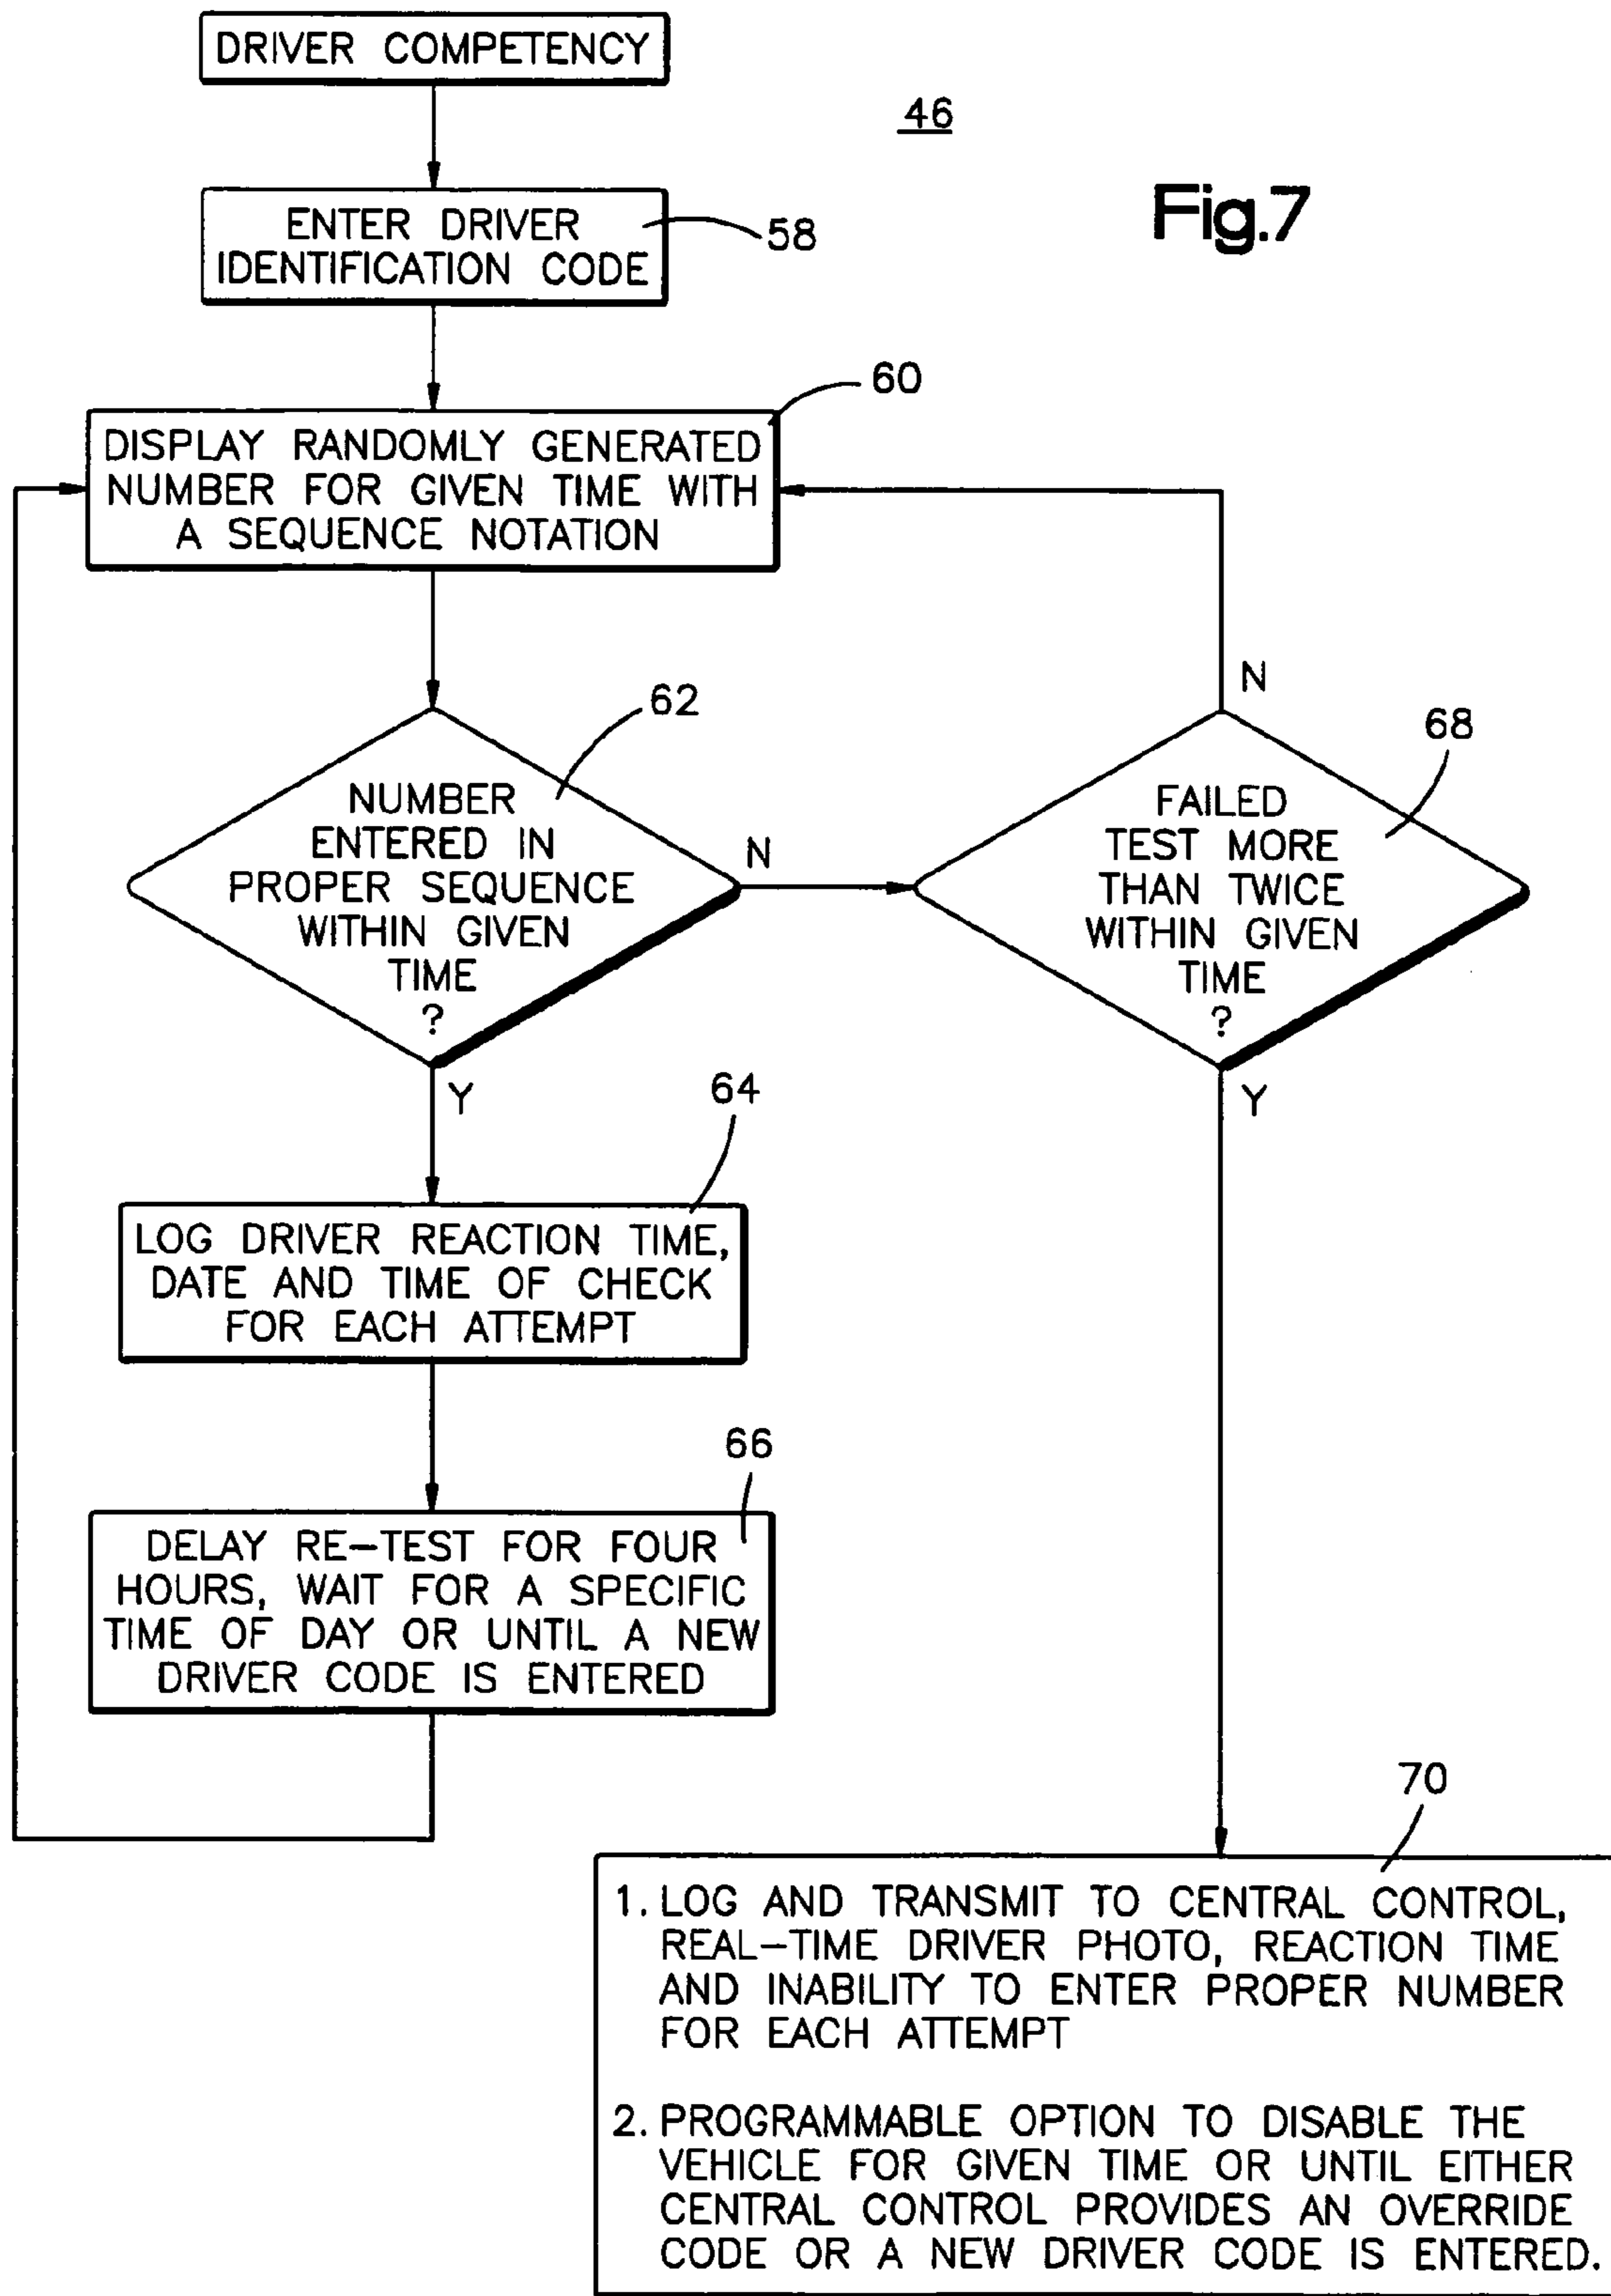 DRIVER COMPETENCY
46
Fig.7
ENTER DRIVER
IDENTIFICATION CODE
58
60
DISPLAY RANDOMLY GENERATED
NUMBER FOR GIVEN TIME WITH
A SEQUENCE NOTATION
62
NUMBER
ENTERED IN
PROPER SEQUENCE
WITHIN GIVEN
TIME
?
N
Y
N
68
FAILED
TEST MORE
THAN TWICE
WITHIN GIVEN
TIME
?
Y
64
LOG DRIVER REACTION TIME,
DATE AND TIME OF CHECK
FOR EACH ATTEMPT
66
DELAY RE-TEST FOR FOUR
HOURS, WAIT FOR A SPECIFIC
TIME OF DAY OR UNTIL A NEW
DRIVER CODE IS ENTERED
70
1. LOG AND TRANSMIT TO CENTRAL CONTROL,
REAL-TIME DRIVER PHOTO, REACTION TIME
AND INABILITY TO ENTER PROPER NUMBER
FOR EACH ATTEMPT
2. PROGRAMMABLE OPTION TO DISABLE THE
VEHICLE FOR GIVEN TIME OR UNTIL EITHER
CENTRAL CONTROL PROVIDES AN OVERRIDE
CODE OR A NEW DRIVER CODE IS ENTERED.